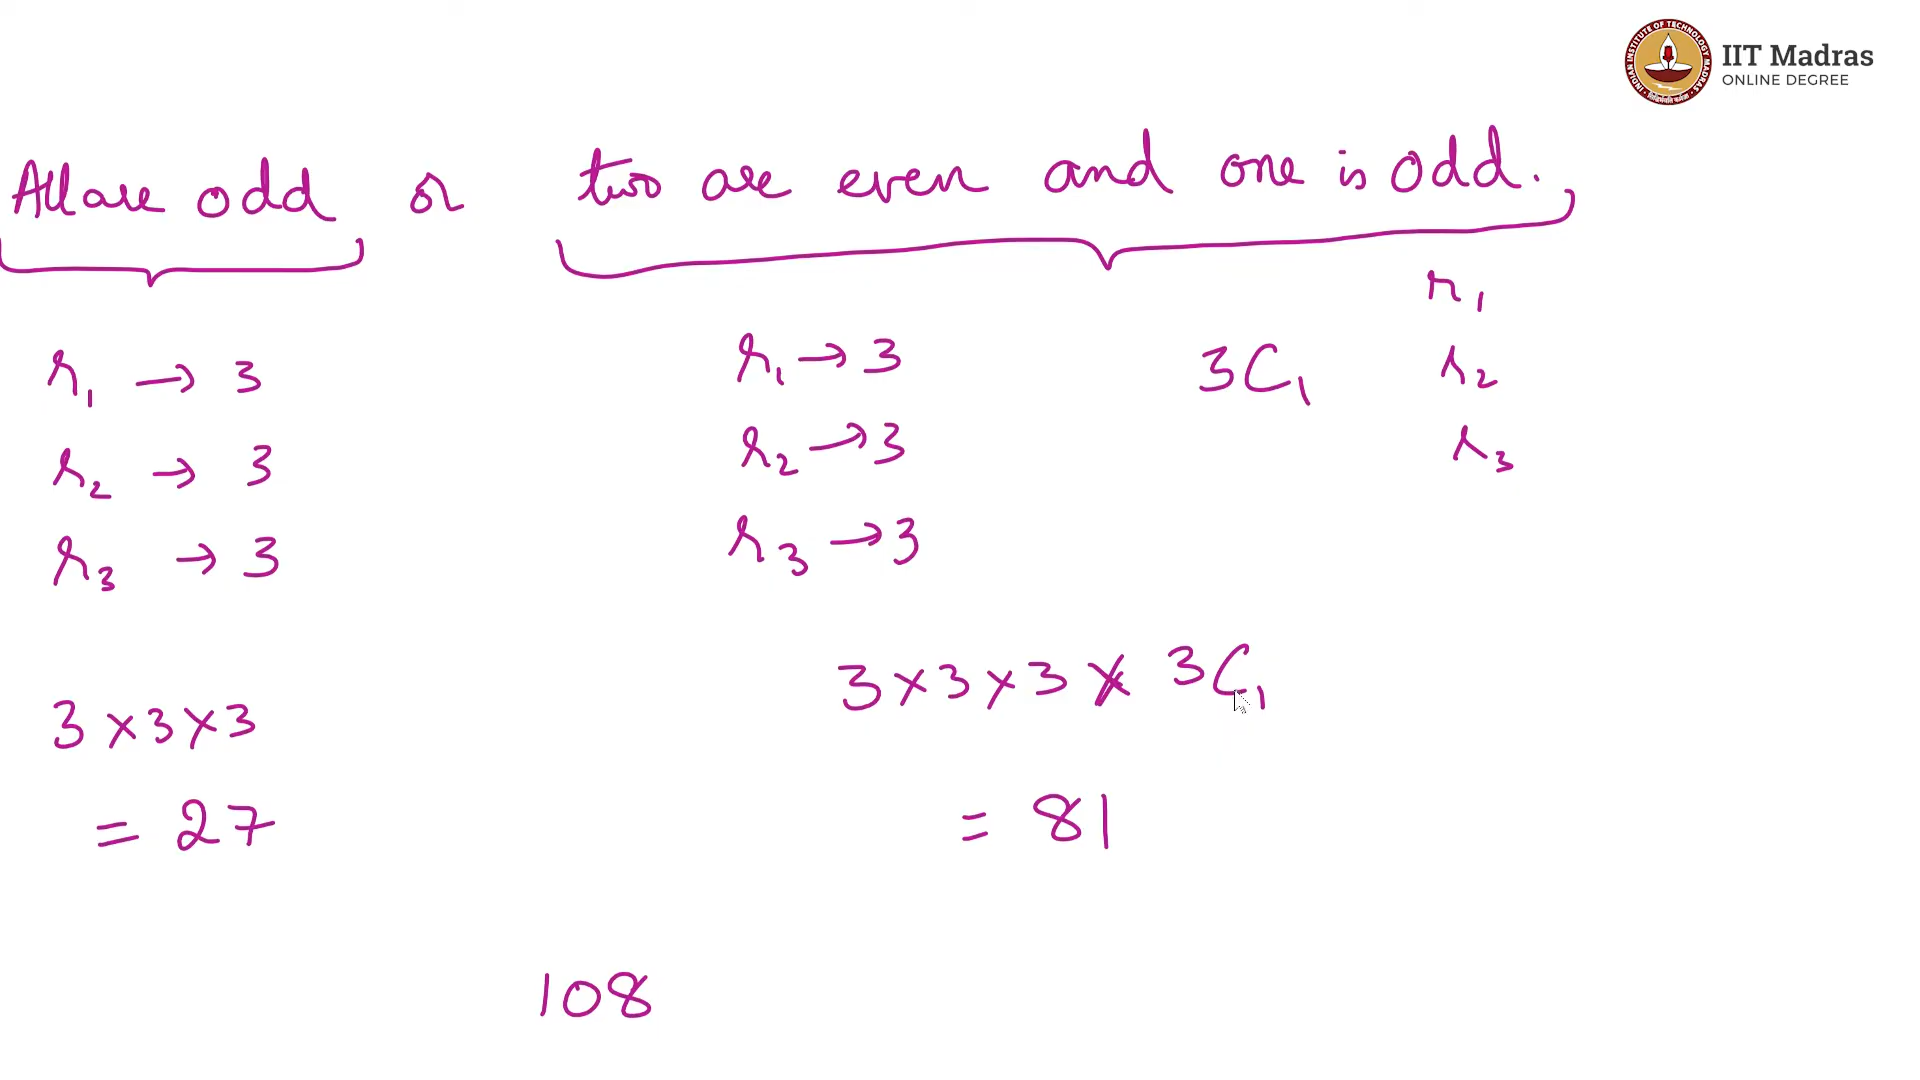 IIT Madras
ONLINE DEGREE
All are odd or two are even and one is odd.
r1 → 3
r2 → 3
r3 → 3
3 × 3 × 3
= 27
r1 → 3
r2 → 3
r3 → 3
3C1
r1
r2
r3
3 × 3 × 3 × 3C1
= 81
108